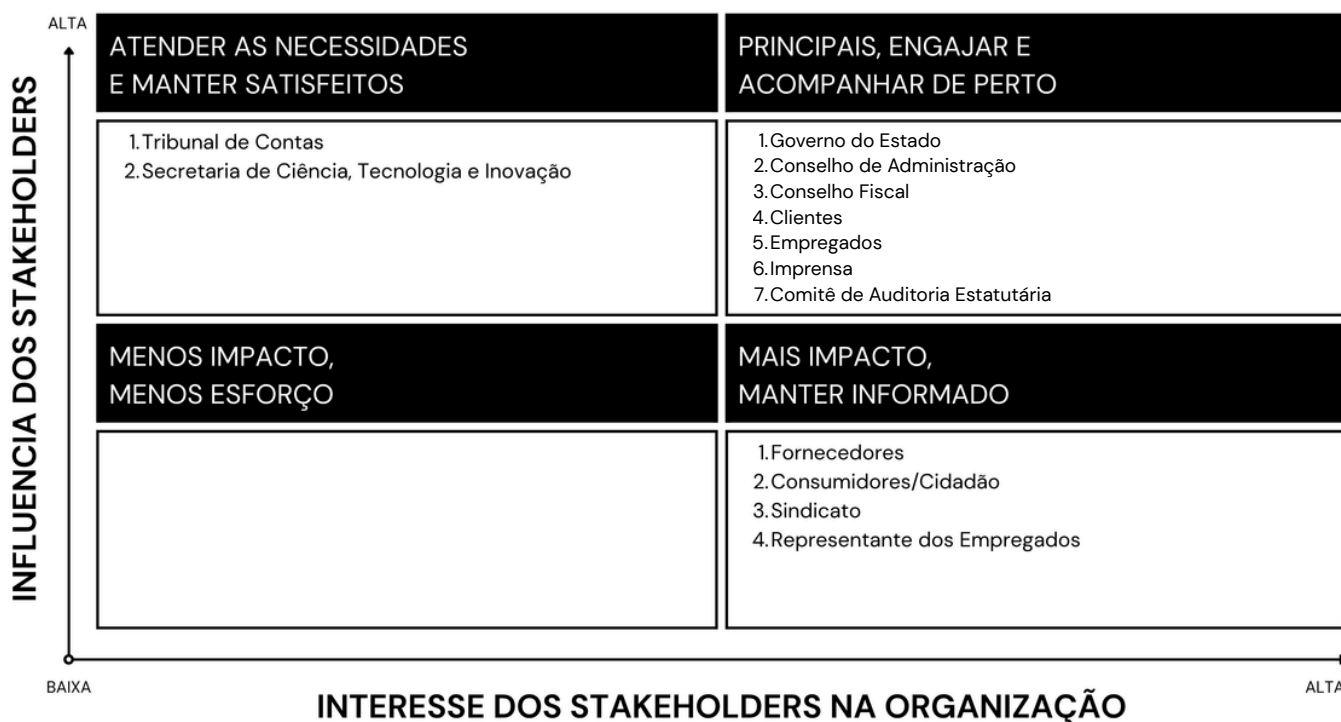 ALTA
INFLUENCIA DOS STAKEHOLDERS
ATENDER AS NECESSIDADES
E MANTER SATISFEITOS
1.Tribunal de Contas
2.Secretaria de Ciência, Tecnologia e Inovação
PRINCIPAIS, ENGAJAR E
ACOMPANHAR DE PERTO
1.Governo do Estado
2.Conselho de Administração
3.Conselho Fiscal
4.Clientes
5.Empregados
6.Imprensa
7.Comitê de Auditoria Estatutária
MENOS IMPACTO,
MENOS ESFORÇO
MAIS IMPACTO,
MANTER INFORMADO
1.Fornecedores
2.Consumidores/Cidadão
3.Sindicato
4.Representante dos Empregados
BAIXA
ALTA
INTERESSE DOS STAKEHOLDERS NA ORGANIZAÇÃO